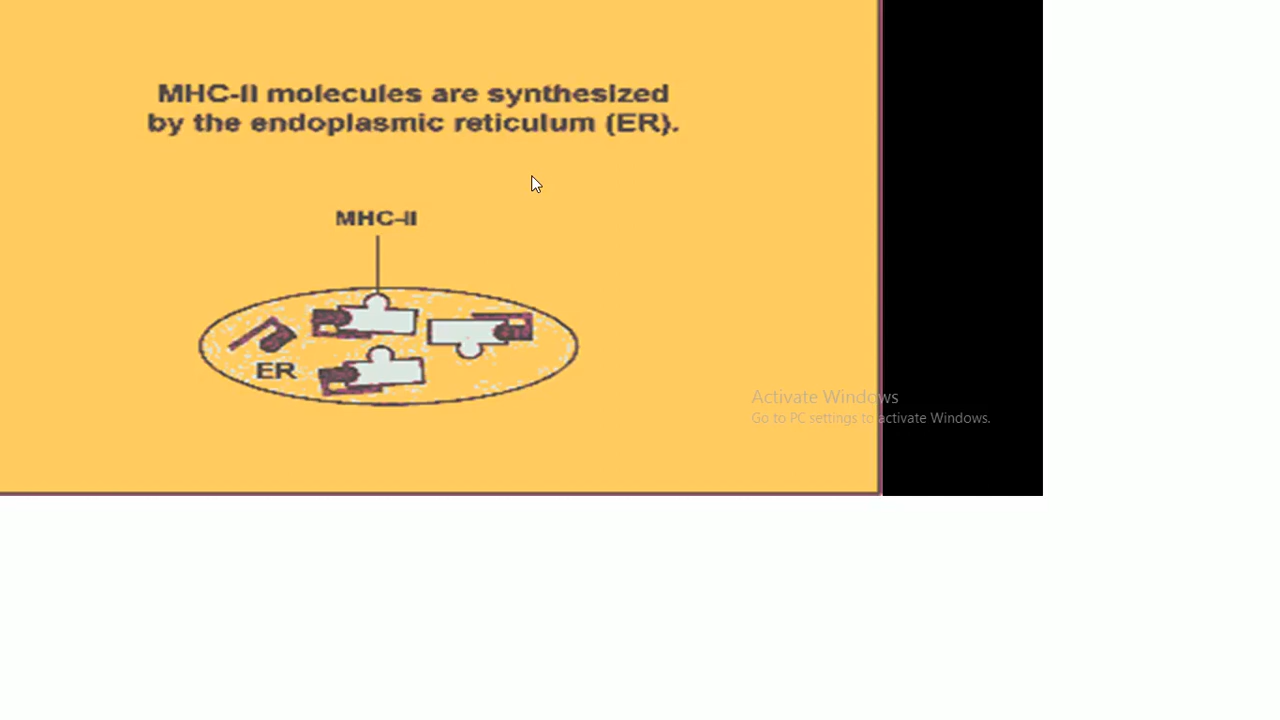 MHC-II molecules are synthesized
by the endoplasmic reticulum (ER).
MHC-II
ER
Activate Windows
Go to PC settings to activate Windows.